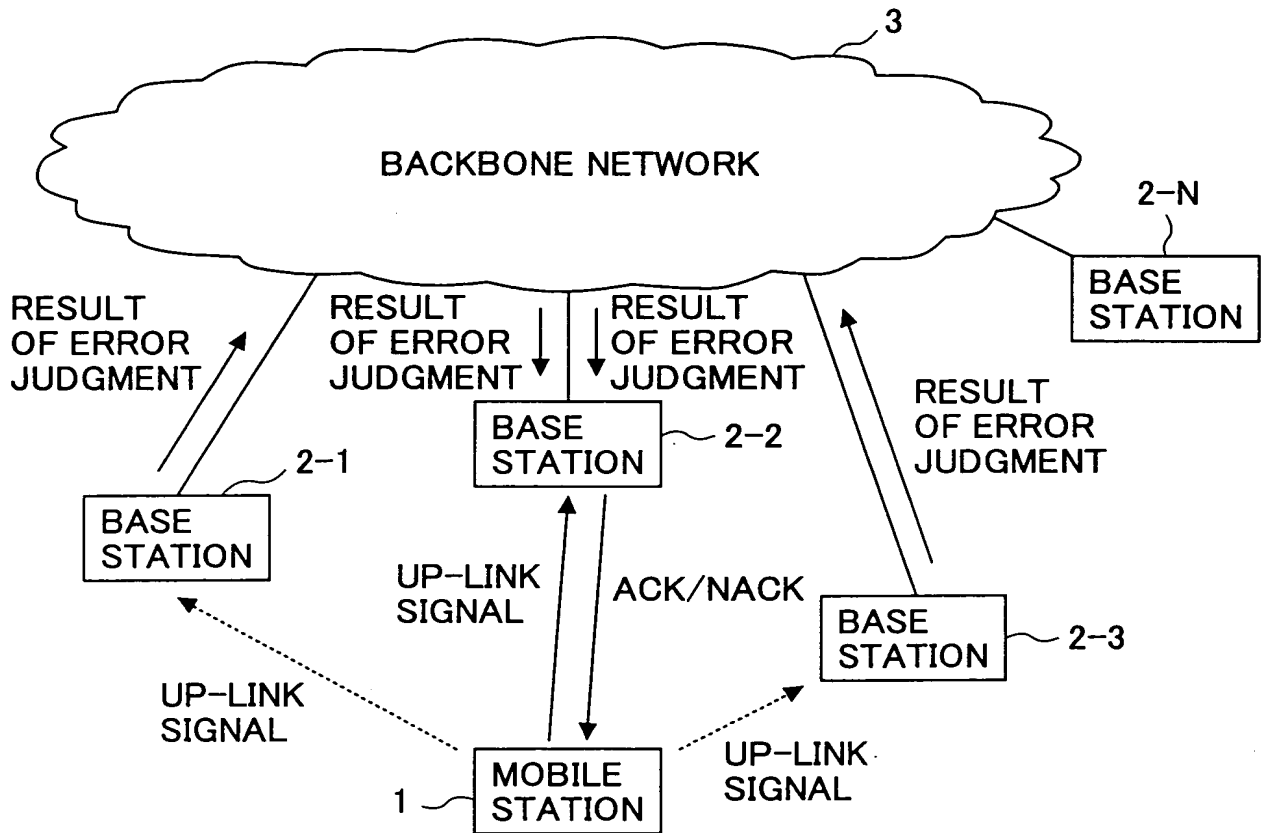 3
BACKBONE NETWORK
2-N
BASE
STATION
RESULT
OF ERROR
JUDGMENT
RESULT
OF ERROR
JUDGMENT
RESULT
OF ERROR
JUDGMENT
RESULT
OF ERROR
JUDGMENT
BASE
STATION
2-2
2-1
BASE
STATION
UP-LINK
SIGNAL
ACK/NACK
BASE
STATION
2-3
UP-LINK
SIGNAL
UP-LINK
SIGNAL
1
MOBILE
STATION